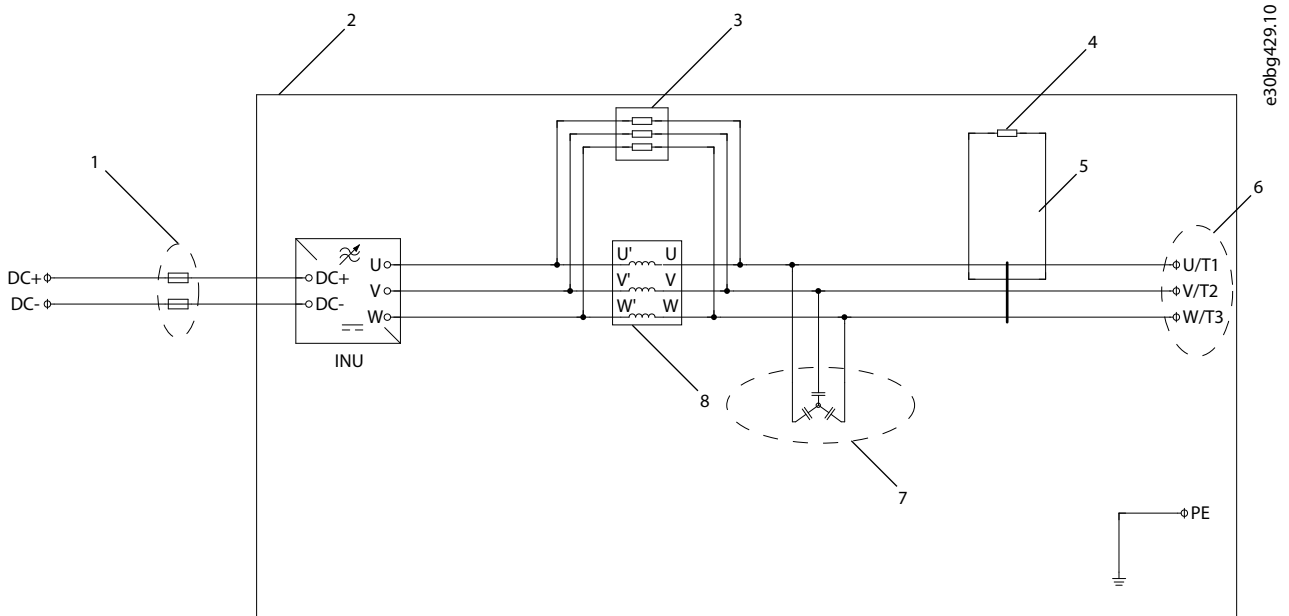 e30bg429.10
2
3
4
1
5
6
DC+
DC-
DC+
DC-
U
V
W
INU
U' U
V' V
W' W
U/T1
V/T2
W/T3
8
7
PE